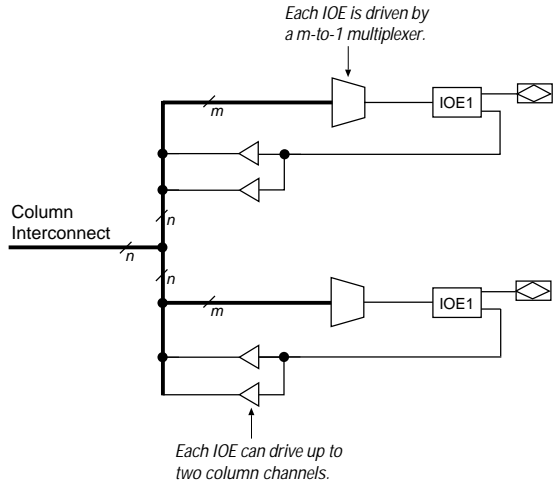 Each IOE is driven by
a m-to-1 multiplexer.
m
IOE1
n
Column
Interconnect
n
n
m
IOE1
Each IOE can drive up to
two column channels.